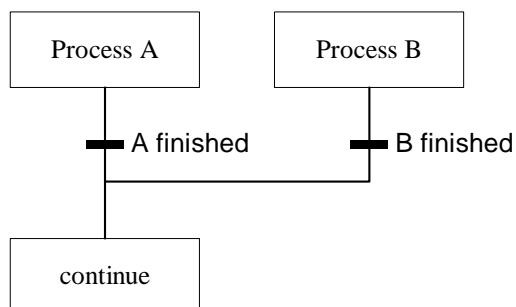 Process A
Process B
A finished
B finished
continue